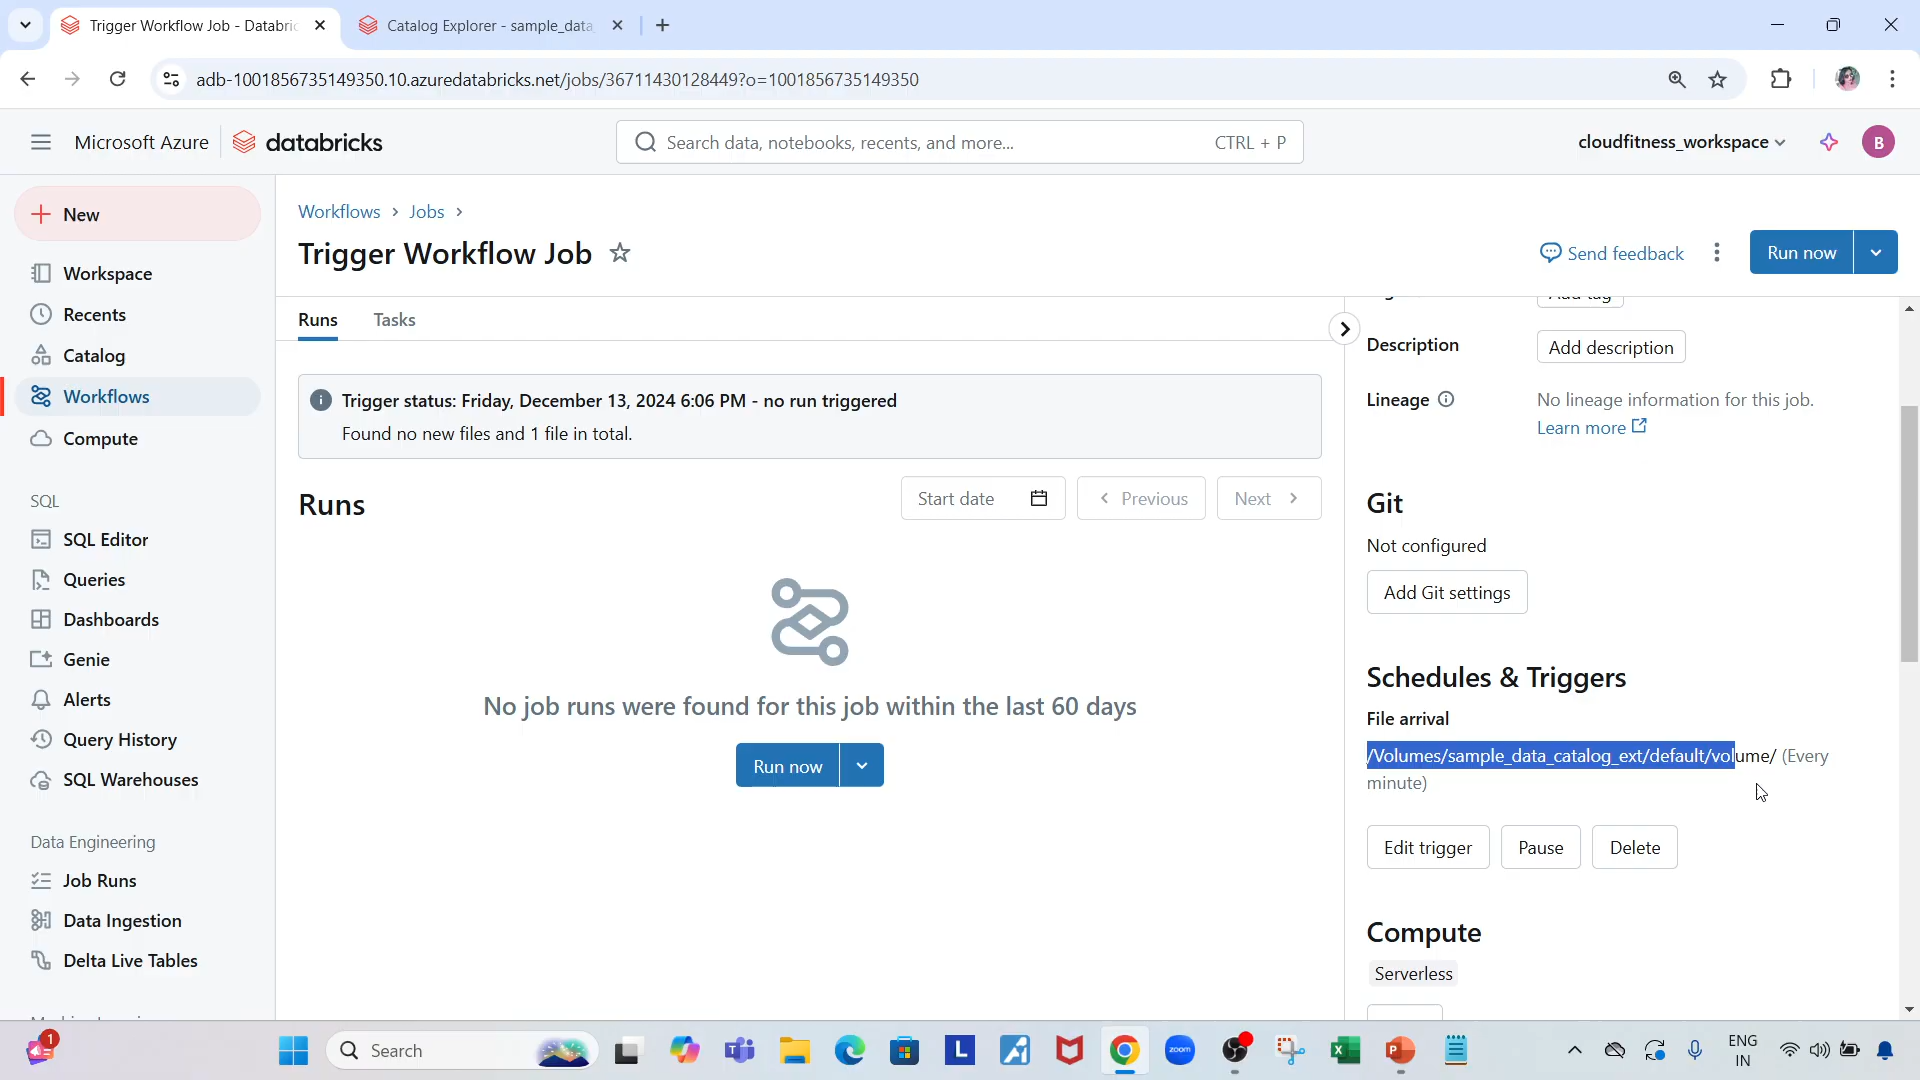 Trigger Workflow Job - Databric
Catalog Explorer - sample_data_
adb-1001856735149350.10.azuredatabricks.net/jobs/36711430128449?o=1001856735149350
Microsoft Azure
databricks
Search data, notebooks, recents, and more...
CTRL + P
cloudfitness_workspace
B
New
Workspace
Recents
Catalog
Workflows
Compute
SQL
SQL Editor
Queries
Dashboards
Genie
Alerts
Query History
SQL Warehouses
Data Engineering
Job Runs
Data Ingestion
Delta Live Tables
Workflows > Jobs >
Trigger Workflow Job
Send feedback
Run now
Runs
Tasks
Trigger status: Friday, December 13, 2024 6:06 PM - no run triggered
Found no new files and 1 file in total.
Runs
Start date
Previous
Next
No job runs were found for this job within the last 60 days
Run now
Add tag
Description
Add description
Lineage
No lineage information for this job.
Learn more
Git
Not configured
Add Git settings
Schedules & Triggers
File arrival
/Volumes/sample_data_catalog_ext/default/volume/ (Every
minute)
Edit trigger
Pause
Delete
Compute
Serverless
1
Search
L
zoom
ENG
IN